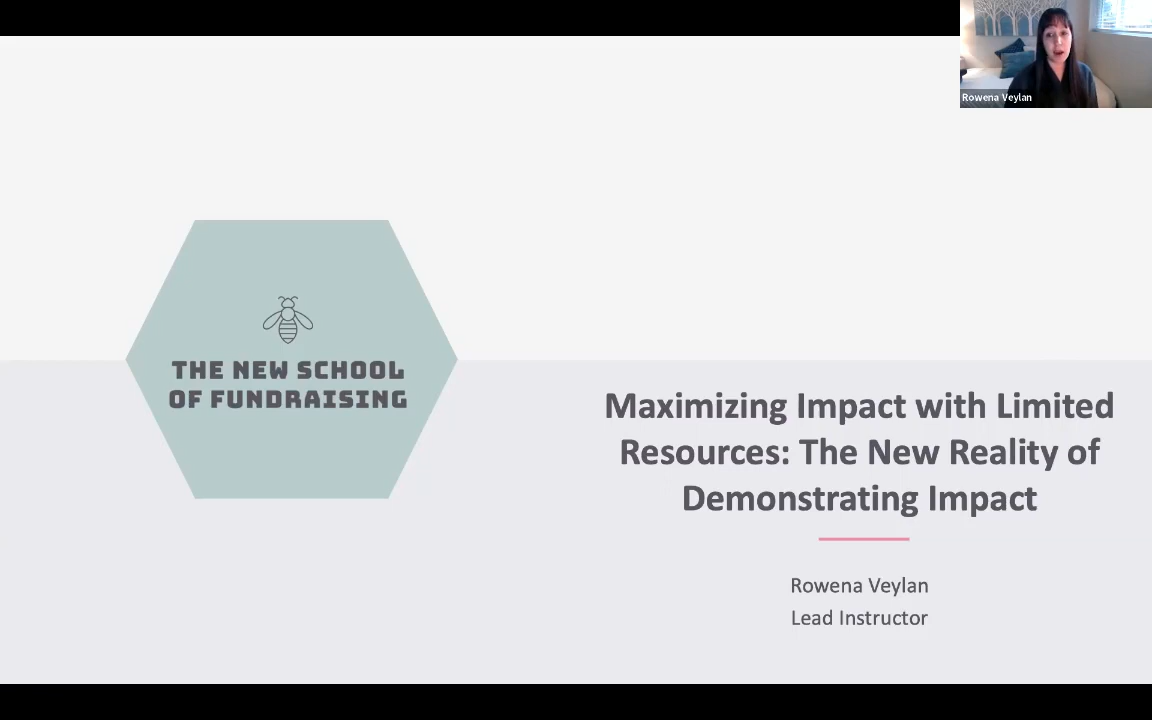 Rowena Veylan
THE NEW SCHOOL
OF FUNDRAISING
Maximizing Impact with Limited
Resources: The New Reality of
Demonstrating Impact
Rowena Veylan
Lead Instructor